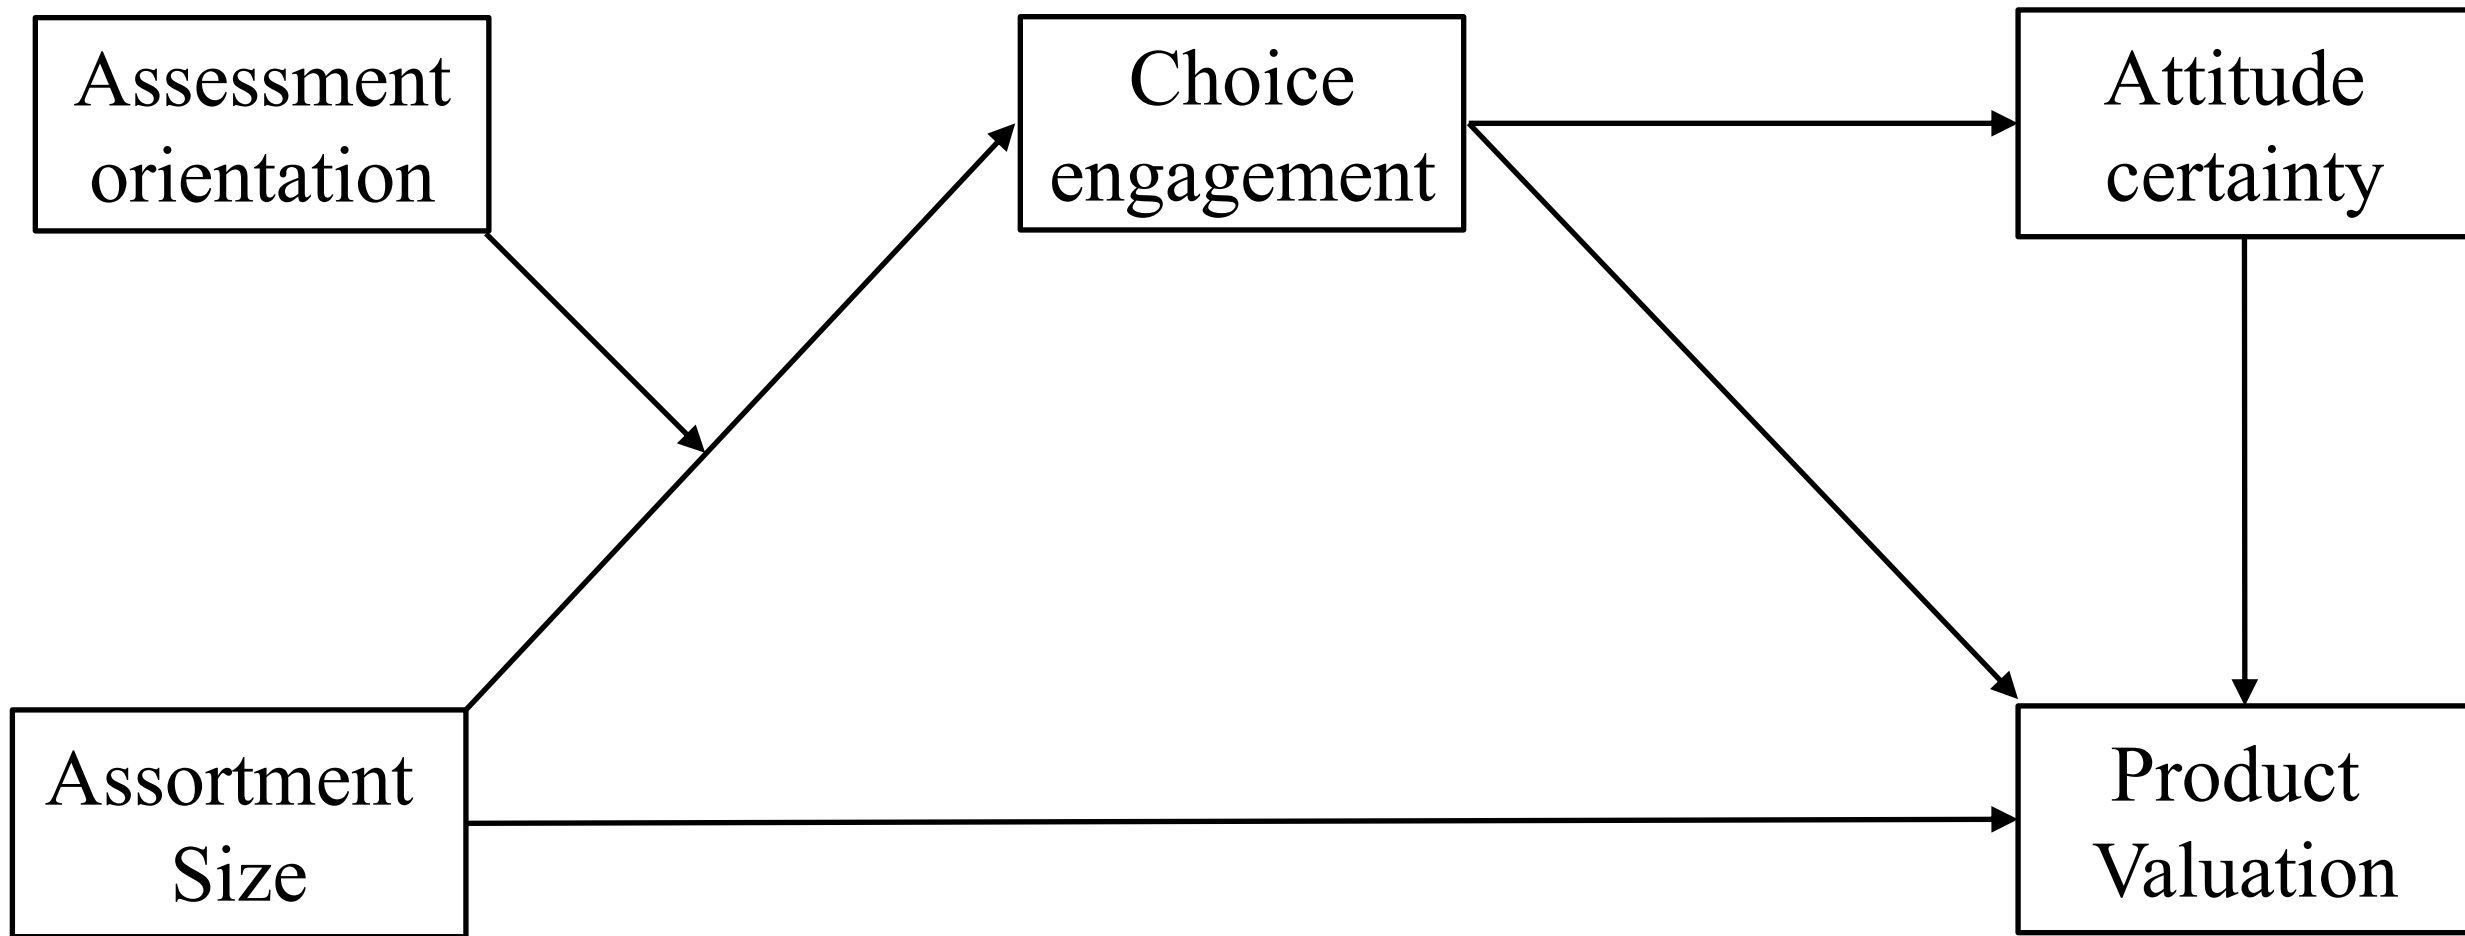 Assessment
orientation
Choice
engagement
Attitude
certainty
Assortment
Size
Product
Valuation